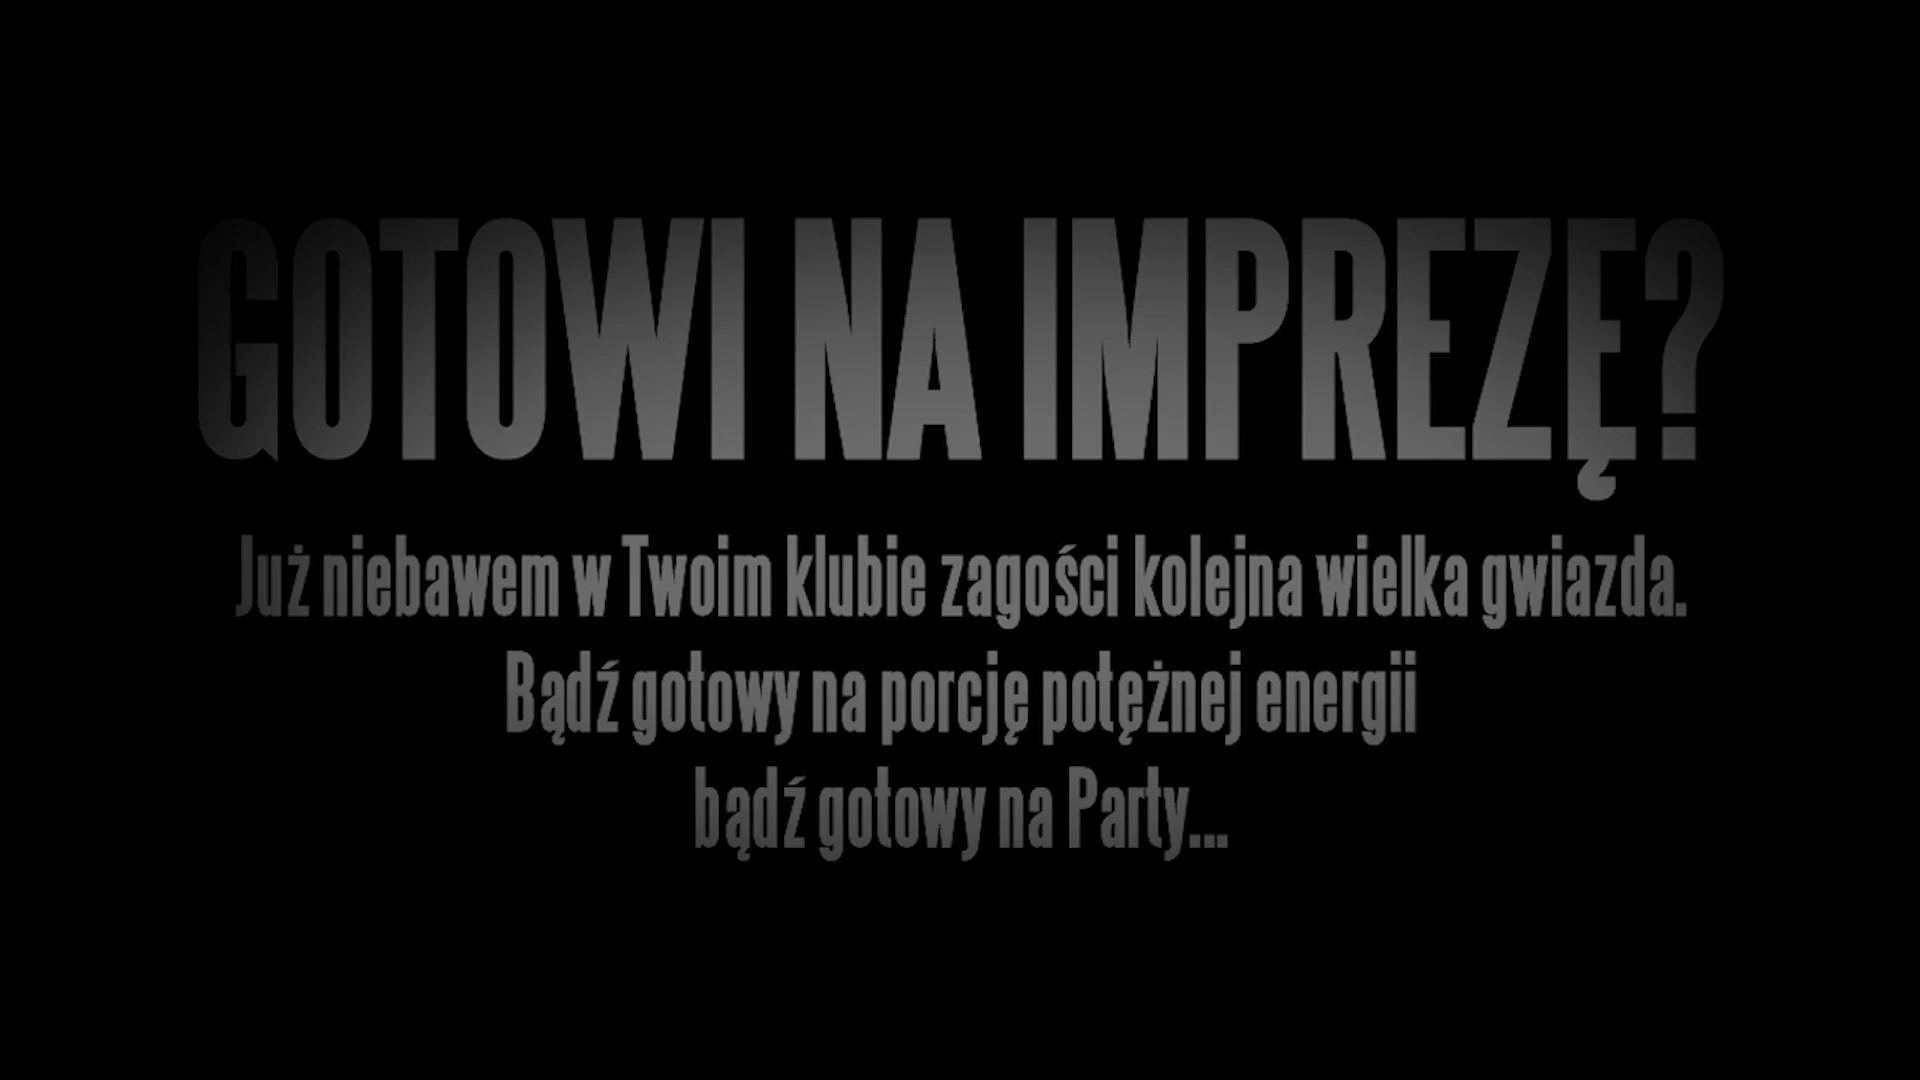 GOTOWI NA IMPREZĘ?
Już niebawem w Twoim klubie zagości kolejna wielka gwiazda.
Bądź gotowy na porcję potężnej energii
bądź gotowy na Party...